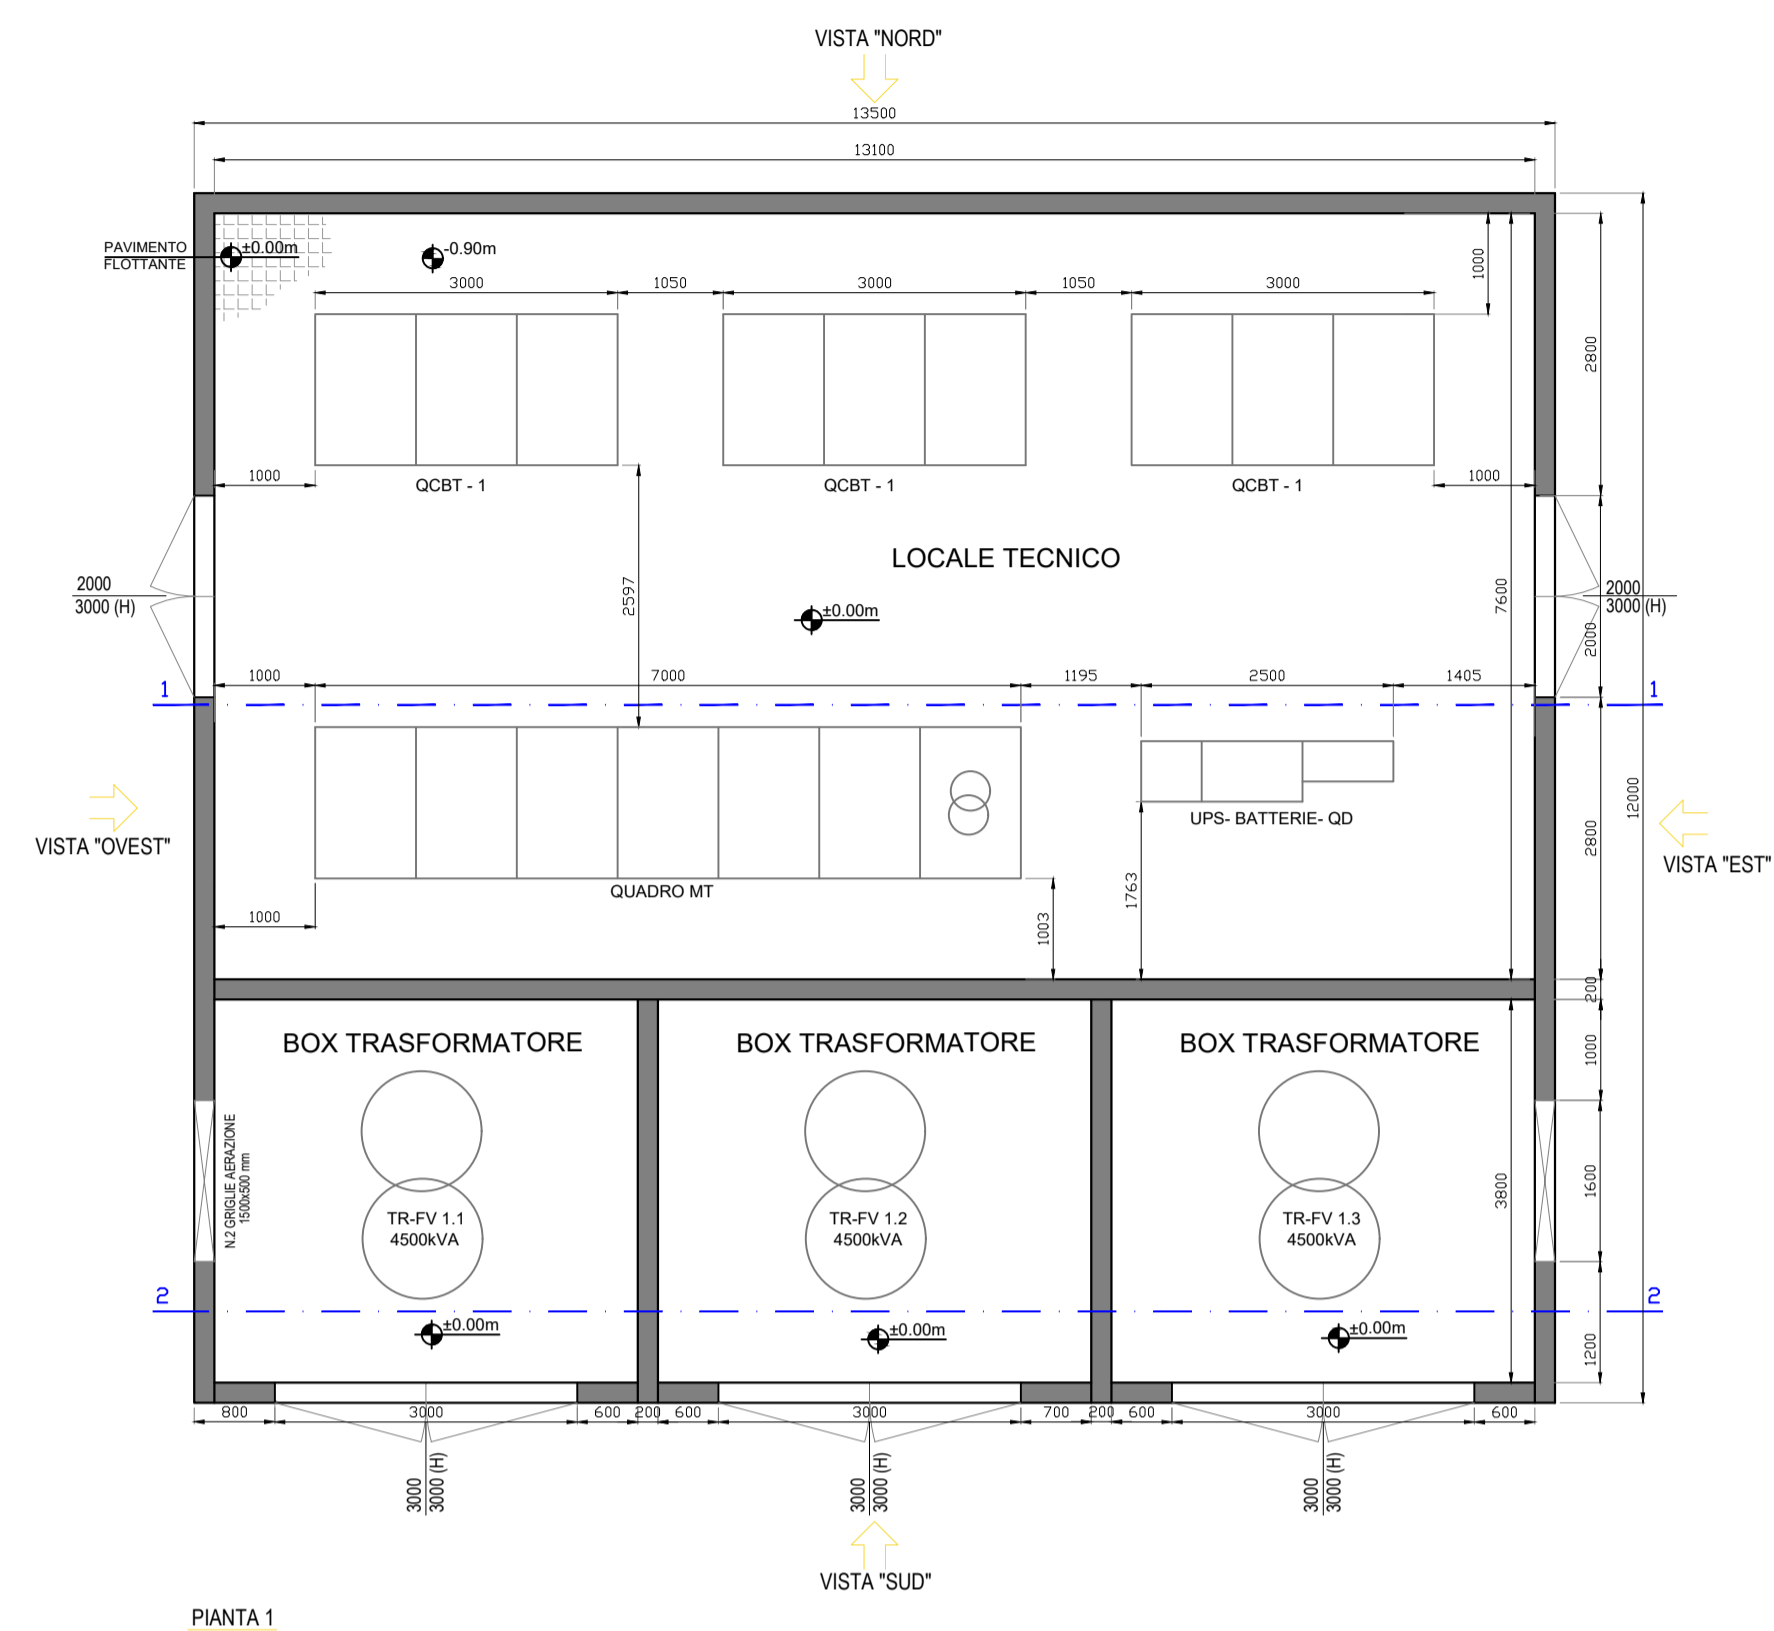 VISTA "NORD"
13500
13100
PAVIMENTO
FLOTTANTE
±0.00m
-0.90m
3000
1050
3000
1050
3000
1000
2800
1000
QCBT - 1
QCBT - 1
QCBT - 1
1000
LOCALE TECNICO
2000
3000 (H)
2597
±0.00m
7600
2000
3000 (H)
2000
1000
7000
1195
2500
1405
1
1
12000
VISTA "OVEST"
UPS- BATTERIE- QD
2800
VISTA "EST"
QUADRO MT
1763
1000
1003
200
BOX TRASFORMATORE
BOX TRASFORMATORE
BOX TRASFORMATORE
1000
N.2 GRIGLIE AERAZIONE
1500x500 mm
TR-FV 1.1
4500kVA
TR-FV 1.2
4500kVA
TR-FV 1.3
4500kVA
3800
1600
2
2
±0.00m
±0.00m
±0.00m
1200
800
3000
600
200
600
3000
700
200
600
3000
600
3000
3000 (H)
3000
3000 (H)
3000
3000 (H)
VISTA "SUD"
PIANTA 1